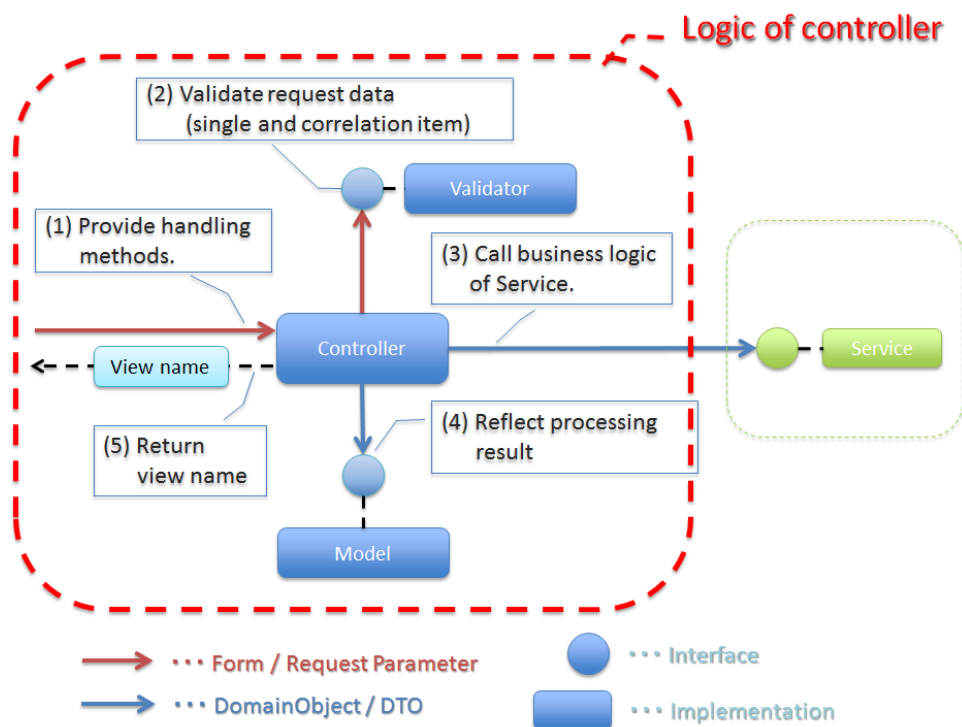 Logic of controller
(2) Validate request data
(single and correlation item)
Validator
(1) Provide handling
methods.
(3) Call business logic
of Service.
Controller
Service
View name
(4) Reflect processing
result
(5) Return
view name
Model
··· Form / Request Parameter
··· Interface
··· DomainObject / DTO
··· Implementation